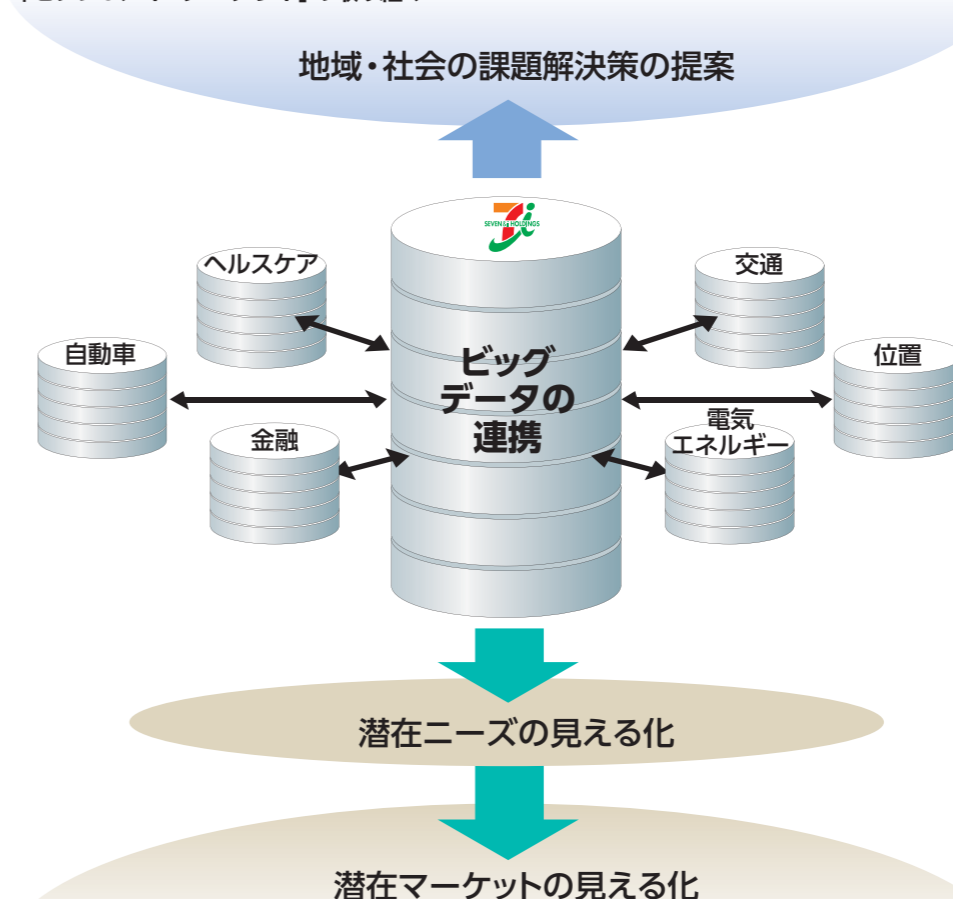 地域・社会の課題解決策の提案
SEVEN & i HOLDINGS
ヘルスケア
交通
自動車
位置
ビッグ
データの
連携
金融
電気
エネルギー
潜在ニーズの見える化
潜在マーケットの見える化